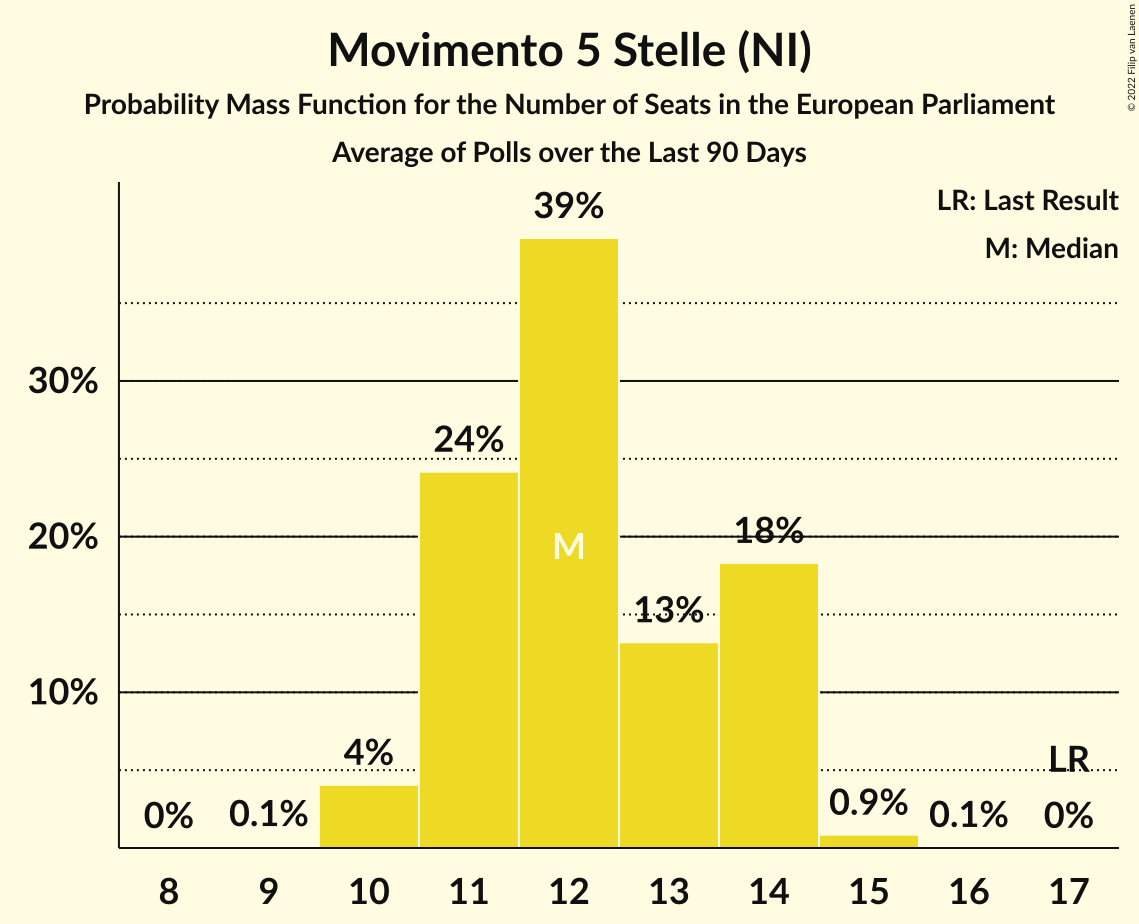 Movimento 5 Stelle (NI)
Probability Mass Function for the Number of Seats in the European Parliament
Average of Polls over the Last 90 Days
© 2022 Filip van Laenen
LR: Last Result
M: Median
39%
30%
24%
20%
M
18%
13%
10%
4%
LR
0%
0.1%
0.9%
0.1%
0%
8 9 10 11 12 13 14 15 16 17